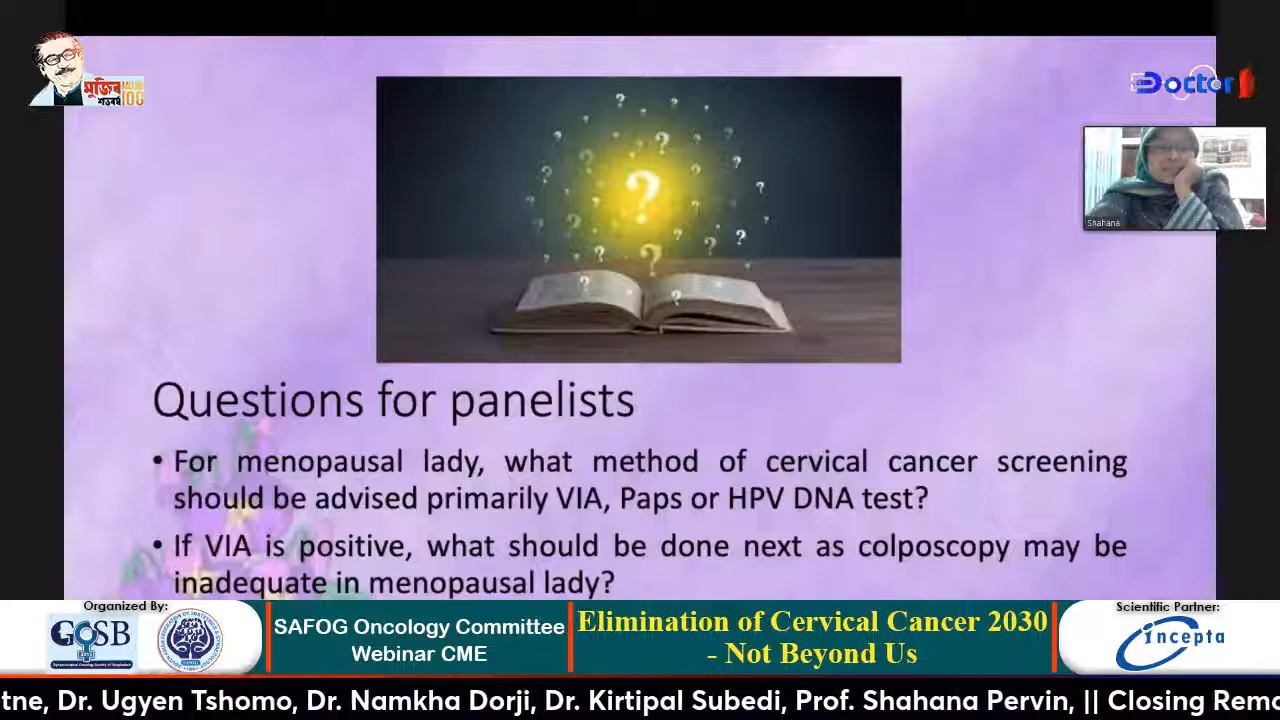 মুজিব
শতবর্ষ
MUJIB
100
Doctor
Shahana
Questions for panelists
• For menopausal lady, what method of cervical cancer screening
should be advised primarily VIA, Paps or HPV DNA test?
• If VIA is positive, what should be done next as colposcopy may be
inadequate in menopausal lady?
Organized By:
GOSB
SAFOG Oncology Committee
Webinar CME
Elimination of Cervical Cancer 2030
- Not Beyond Us
Scientific Partner:
incepta
tne, Dr. Ugyen Tshomo, Dr. Namkha Dorji, Dr. Kirtipal Subedi, Prof. Shahana Pervin, || Closing Rema